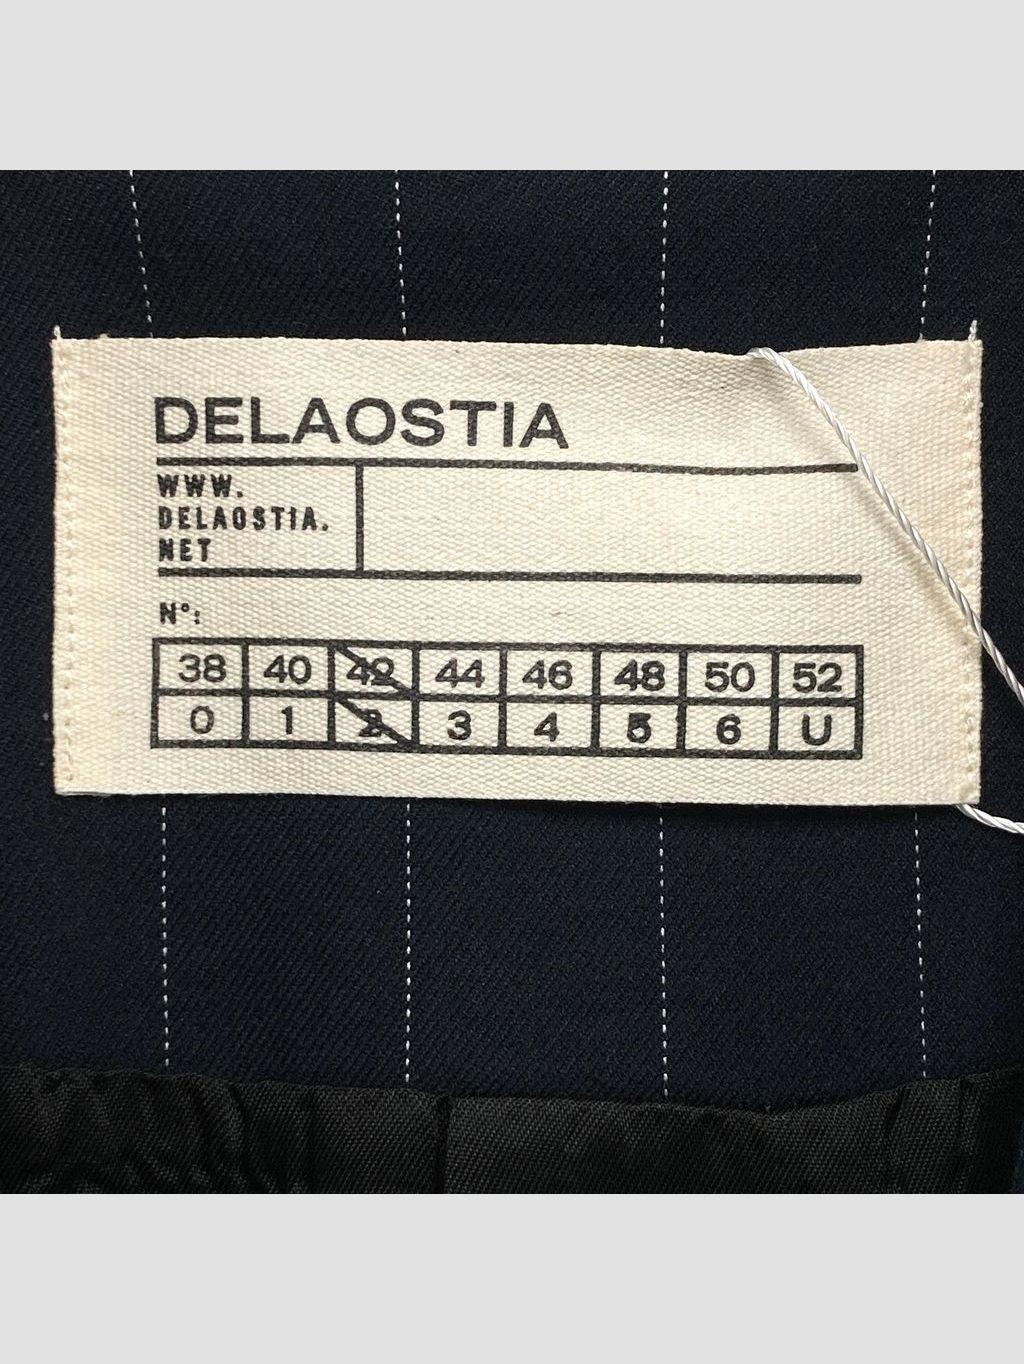 DELAOSTIA
WWW.
DELAOSTIA.
NET
N°:
38 40 42 44 46 48 50 52
0 1 2 3 4 5 6 U